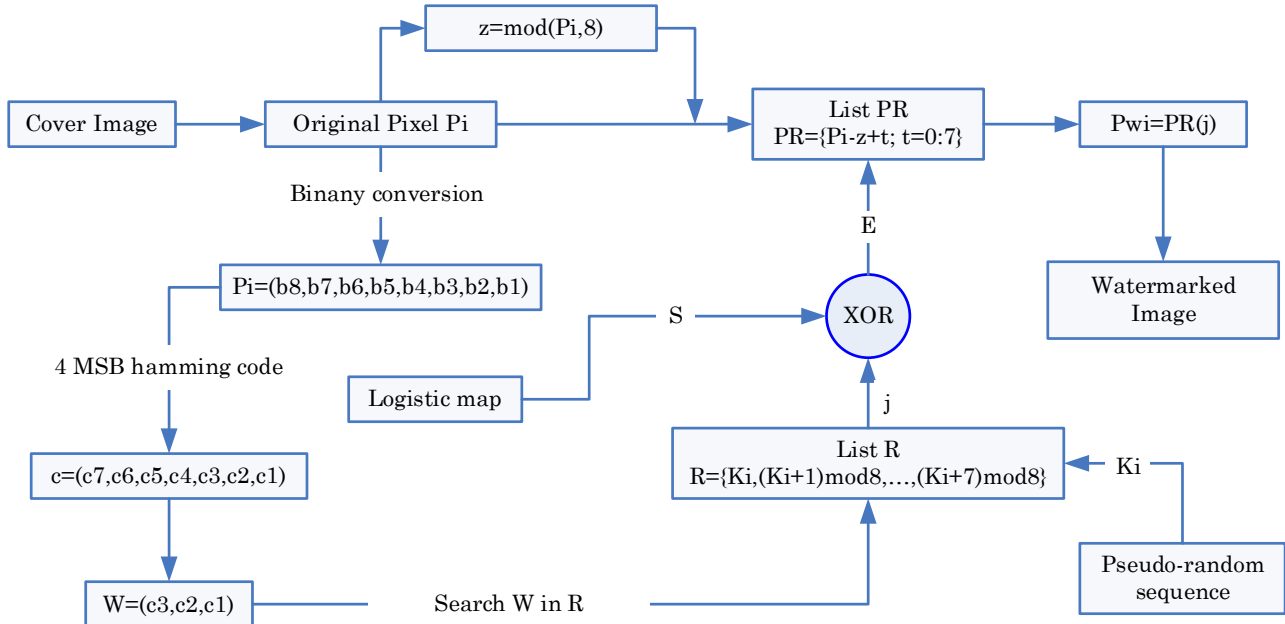 z=mod(Pi,8)
Cover Image
Original Pixel Pi
List PR
PR={Pi-z+t; t=0:7}
Pwi=PR(j)
Binany conversion
E
Pi=(b8,b7,b6,b5,b4,b3,b2,b1)
Watermarked
Image
S
XOR
4 MSB hamming code
Logistic map
j
List R
R={Ki,(Ki+1)mod8,...,(Ki+7)mod8}
Ki
c=(c7,c6,c5,c4,c3,c2,c1)
Pseudo-random
sequence
W=(c3,c2,c1)
Search W in R